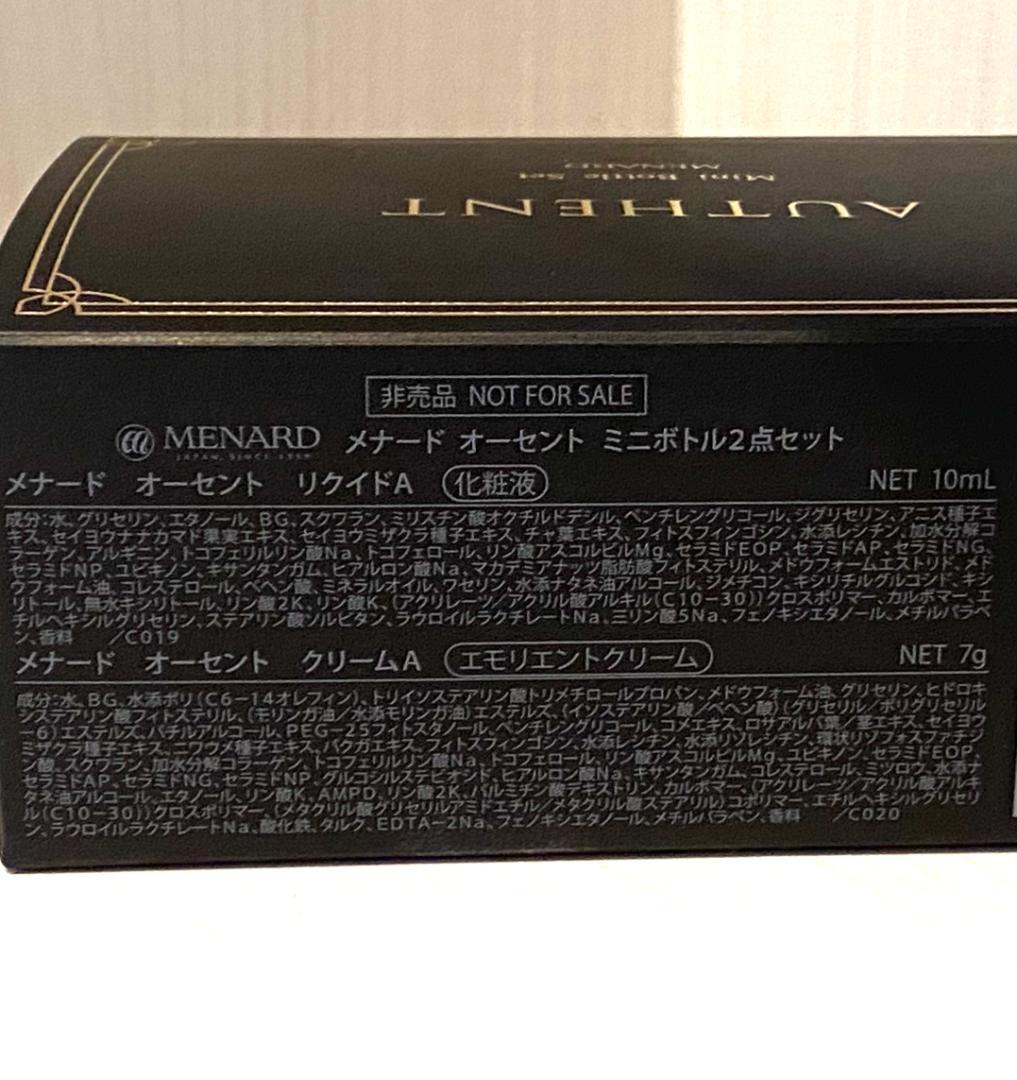 AUTHENT
Mini Bottle Set
MENARD
非売品 NOT FOR SALE
MENARD メナード オーセント ミニボトル2点セット
JAPAN, SINCE 1959
メナード オーセント リクイドA 化粧液 NET 10mL
成分:水、グリセリン、エタノール、BG、スクワラン、ミリスチン酸オクチルドデシル、ペンチレングリコール、ジグリセリン、アニス種子エ
キス、セイヨウナナカマド果実エキス、セイヨウミザクラ種子エキス、チャ葉エキス、フィトスフィンゴシン、水添レシチン、加水分解コ
ラーゲン、アルギニン、トコフェリルリン酸Na、トコフェロール、リン酸アスコルビルMg、セラミドEOP、セラミドAP、セラミドNG、
セラミドNP、ユビキノン、キサンタンガム、ヒアルロン酸Na、マカデミアナッツ脂肪酸フィトステリル、メドウフォームエストリド、メド
ウフォーム油、コレステロール、ベヘン酸、ミネラルオイル、ワセリン、水添ナタネ油アルコール、ジメチコン、キシリチルグルコシド、キシ
リトール、無水キシリトール、リン酸2K、リン酸K、(アクリレーツ/アクリル酸アルキル(C10-30))クロスポリマー、カルボマー、エ
チルヘキシルグリセリン、ステアリン酸ソルビタン、ラウロイルラクチレートNa、三リン酸5Na、フェノキシエタノール、メチルパラベ
ン、香料 /C019
メナード オーセント クリームA エモリエントクリーム NET 7g
成分:水、BG、水添ポリ(C6-14オレフィン)、トリイソステアリン酸トリメチロールプロパン、メドウフォーム油、グリセリン、ヒドロキ
システアリン酸フィトステリル、(モリンガ油/水添モリンガ油)エステルズ、(イソステアリン酸/ベヘン酸)(グリセリル/ポリグリセリル
-6)エステルズ、バチルアルコール、PEG-25フィトスタノール、ペンチレングリコール、コメエキス、ロサアルバ葉/茎エキス、セイヨウ
ミザクラ種子エキス、ニワウメ種子エキス、バクガエキス、フィトスフィンゴシン、水添レシチン、水添リゾレシチン、環状リゾフォスファチジ
ン酸、スクワラン、加水分解コラーゲン、トコフェリルリン酸Na、トコフェロール、リン酸アスコルビルMg、ユビキノン、セラミドEOP、
セラミドAP、セラミドNG、セラミドNP、グルコシルステビオシド、ヒアルロン酸Na、キサンタンガム、コレステロール、ミツロウ、水添ナ
タネ油アルコール、エタノール、リン酸K、AMPD、リン酸2K、パルミチン酸デキストリン、カルボマー、(アクリレーツ/アクリル酸アルキ
ル(C10-30))クロスポリマー、(メタクリル酸グリセリルアミドエチル/メタクリル酸ステアリル)コポリマー、エチルヘキシルグリセリ
ン、ラウロイルラクチレートNa、酸化鉄、タルク、EDTA-2Na、フェノキシエタノール、メチルパラベン、香料 /C020